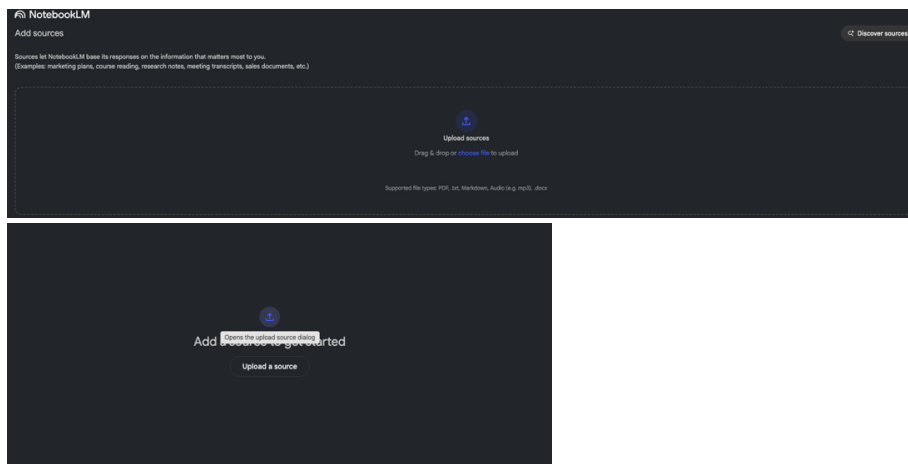 NotebookLM
Add sources
Discover sources
Sources let NotebookLM base its responses on the information that matters most to you.
(Examples: marketing plans, course reading, research notes, meeting transcripts, sales documents, etc.)
Upload sources
Drag & drop or choose file to upload
Supported file types: PDF, .txt, Markdown, Audio (e.g. mp3), .docx
Opens the upload source dialog
Add a source to get started
Upload a source